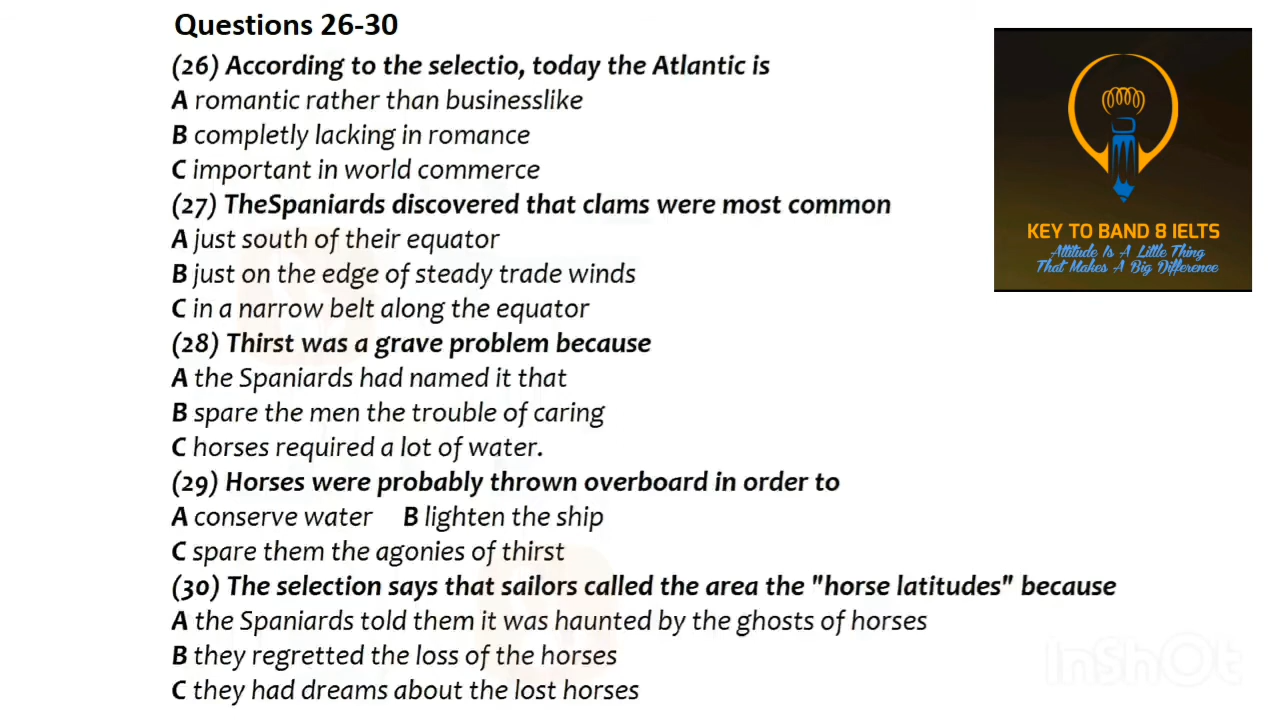 Questions 26-30
(26) According to the selectio, today the Atlantic is
A romantic rather than businesslike
B completly lacking in romance
C important in world commerce
(27) TheSpaniards discovered that clams were most common
A just south of their equator
B just on the edge of steady trade winds
C in a narrow belt along the equator
(28) Thirst was a grave problem because
A the Spaniards had named it that
B spare the men the trouble of caring
C horses required a lot of water.
(29) Horses were probably thrown overboard in order to
A conserve water B lighten the ship
C spare them the agonies of thirst
(30) The selection says that sailors called the area the "horse latitudes" because
A the Spaniards told them it was haunted by the ghosts of horses
B they regretted the loss of the horses
C they had dreams about the lost horses
KEY TO BAND 8 IELTS
Attitude Is A Little Thing
That Makes A Big Difference
InShOt